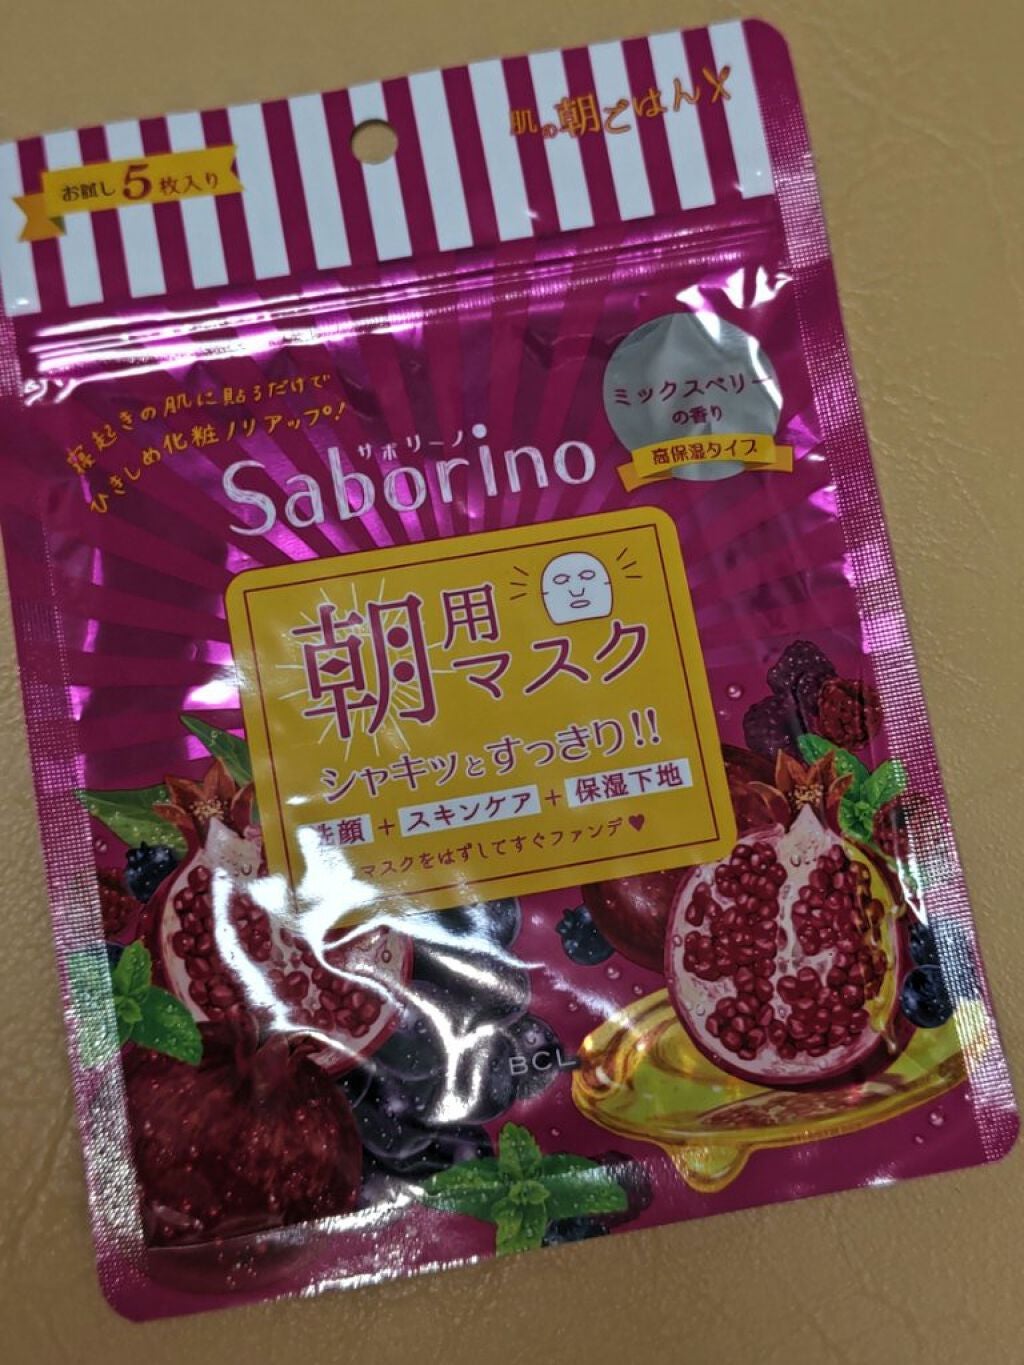 肌の朝ごはん
お試し5枚入り
寝起きの肌に貼るだけで
ひきしめ化粧ノリアップ!
ミックスベリー
の香り
高保湿タイプ
サボリーノ
Saborino
朝用マスク
シャキッとすっきり!!
洗顔+スキンケア+保湿下地
マスクをはずしてすぐファンデ♥
BCL